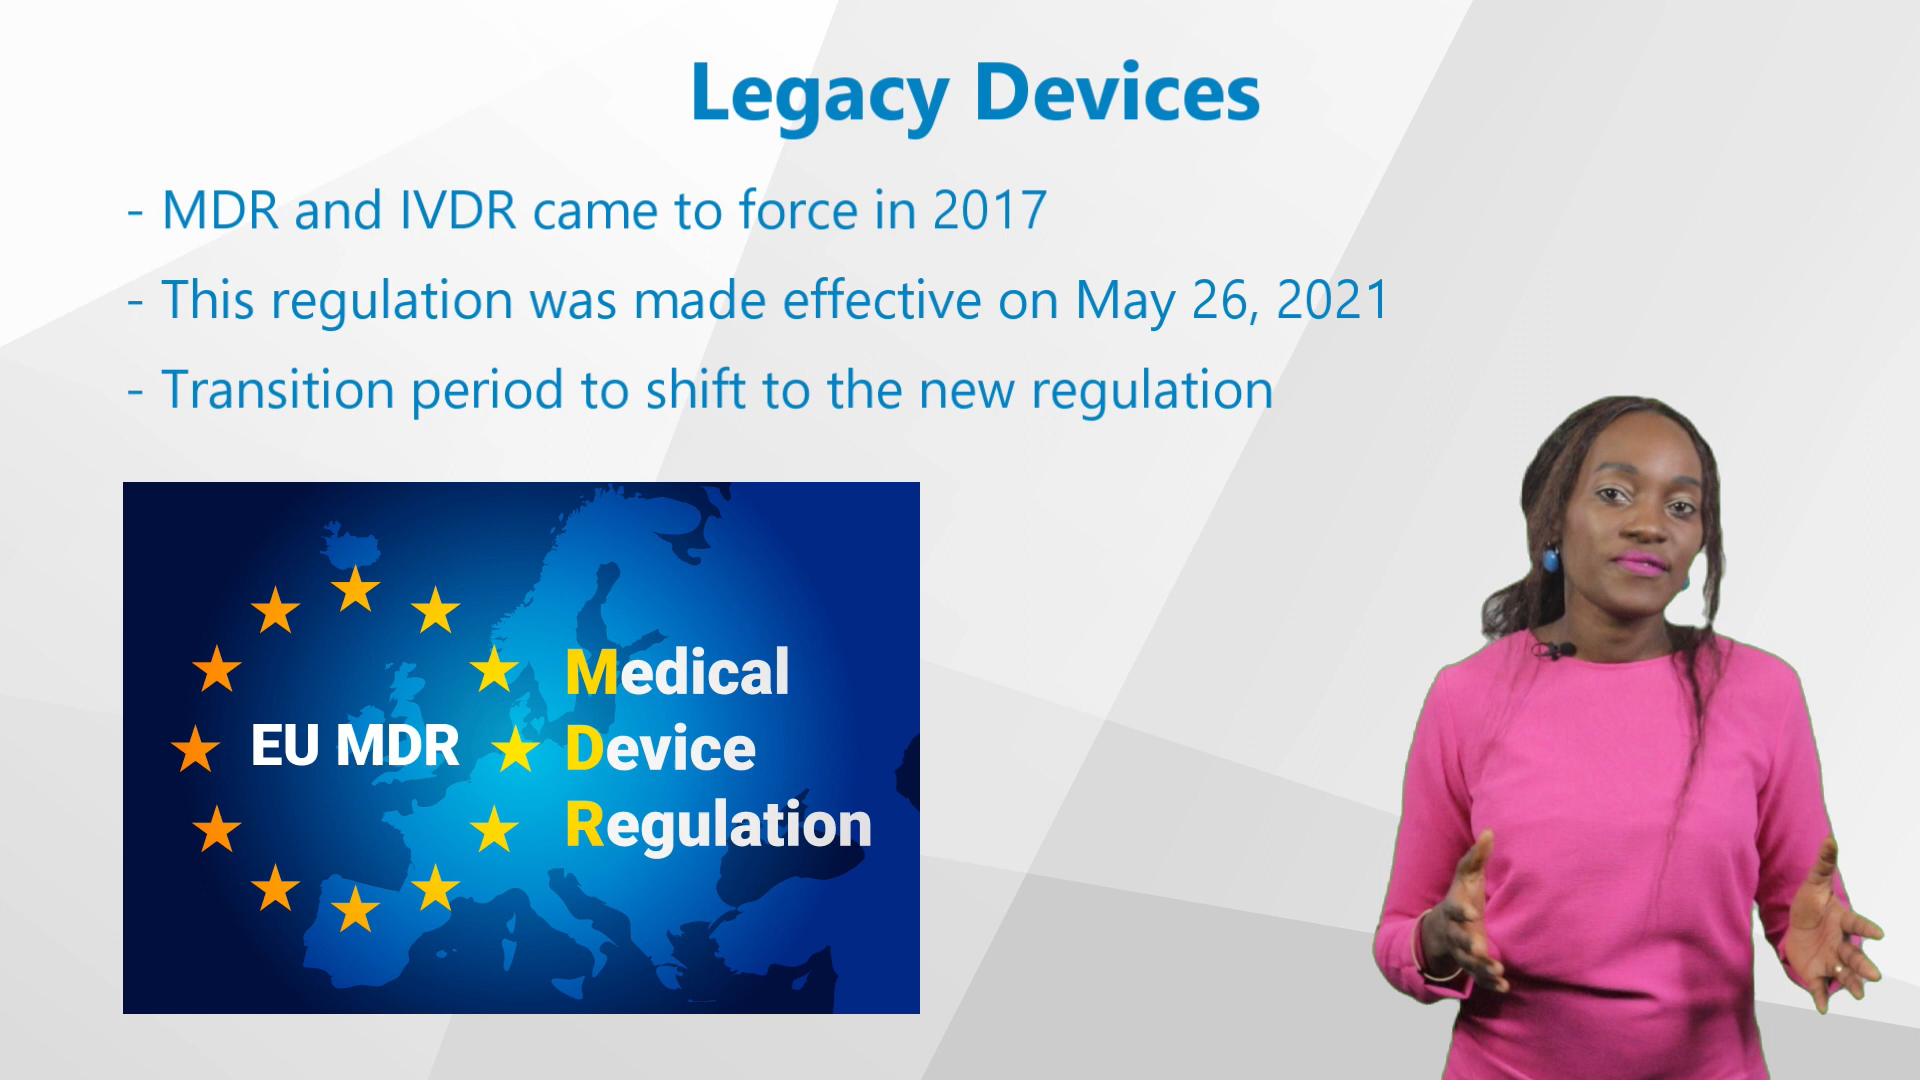 Legacy Devices
- MDR and IVDR came to force in 2017
- This regulation was made effective on May 26, 2021
- Transition period to shift to the new regulation
EU MDR
Medical
Device
Regulation